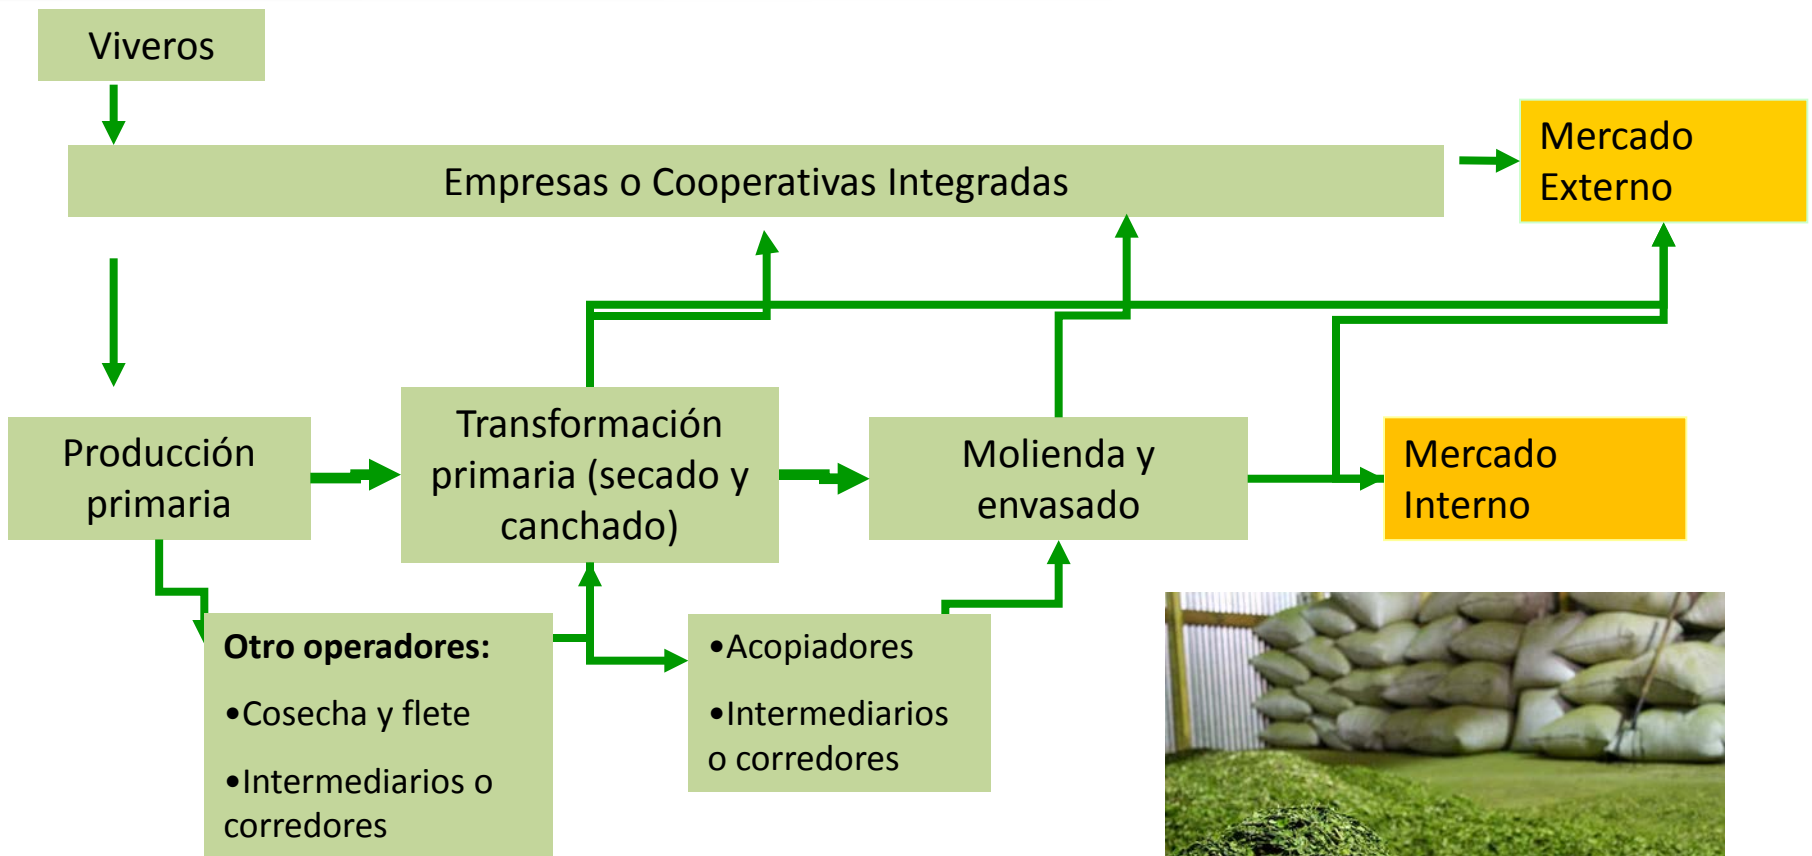 Viveros
Empresas o Cooperativas Integradas
Mercado
Externo
Producción
primaria
Transformación
primaria (secado y
canchado)
Molienda y
envasado
Mercado
Interno
Otro operadores:
•Cosecha y flete
•Intermediarios o
corredores
•Acopiadores
•Intermediarios
o corredores